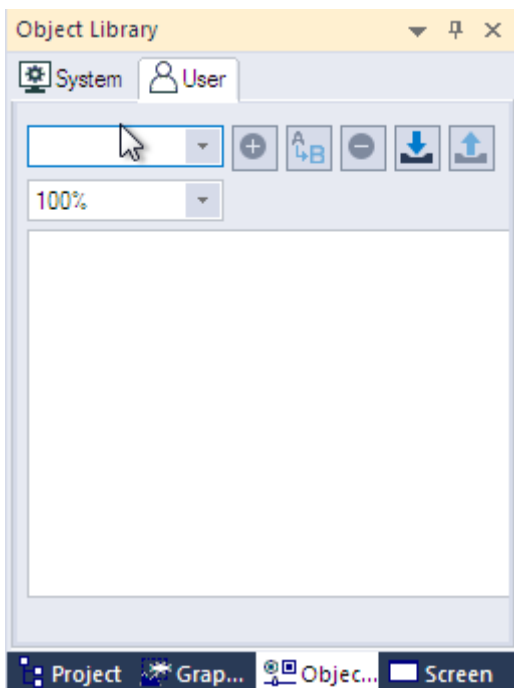 Object Library
System User
A B
100%
Project Grap... Objec... Screen